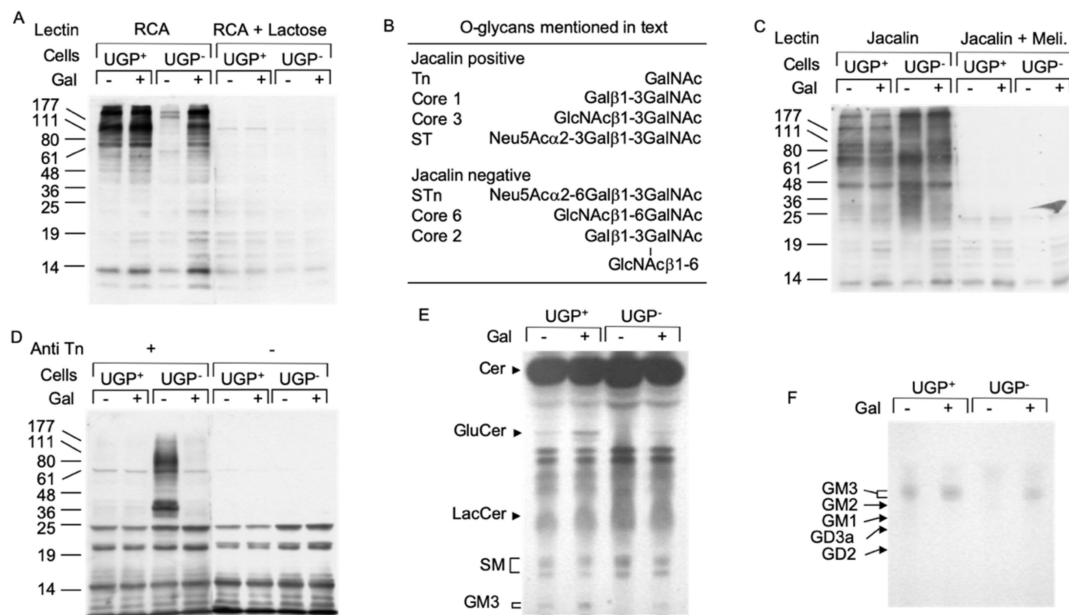 A
Lectin RCA RCA + Lactose
Cells UGP+ UGP- UGP+ UGP-
Gal - + - + - + - +
177
111
80
61
48
36
25
19
14
B
O-glycans mentioned in text
Jacalin positive
Tn GalNAc
Core 1 Galβ1-3GalNAc
Core 3 GlcNAcβ1-3GalNAc
ST Neu5Acα2-3Galβ1-3GalNAc
Jacalin negative
STn Neu5Acα2-6Galβ1-3GalNAc
Core 6 GlcNAcβ1-6GalNAc
Core 2 Galβ1-3GalNAc
GlcNAcβ1-6
C
Lectin Jacalin Jacalin + Meli.
Cells UGP+ UGP- UGP+ UGP-
Gal - + - + - + - +
177
111
80
61
48
36
25
19
14
D
Anti Tn + -
Cells UGP+ UGP- UGP+ UGP-
Gal - + - + - + - +
177
111
80
61
48
36
25
19
14
E
UGP+ UGP-
Gal - + - +
Cer
GluCer
LacCer
SM
GM3
F
UGP+ UGP-
Gal - + - +
GM3
GM2
GM1
GD3a
GD2